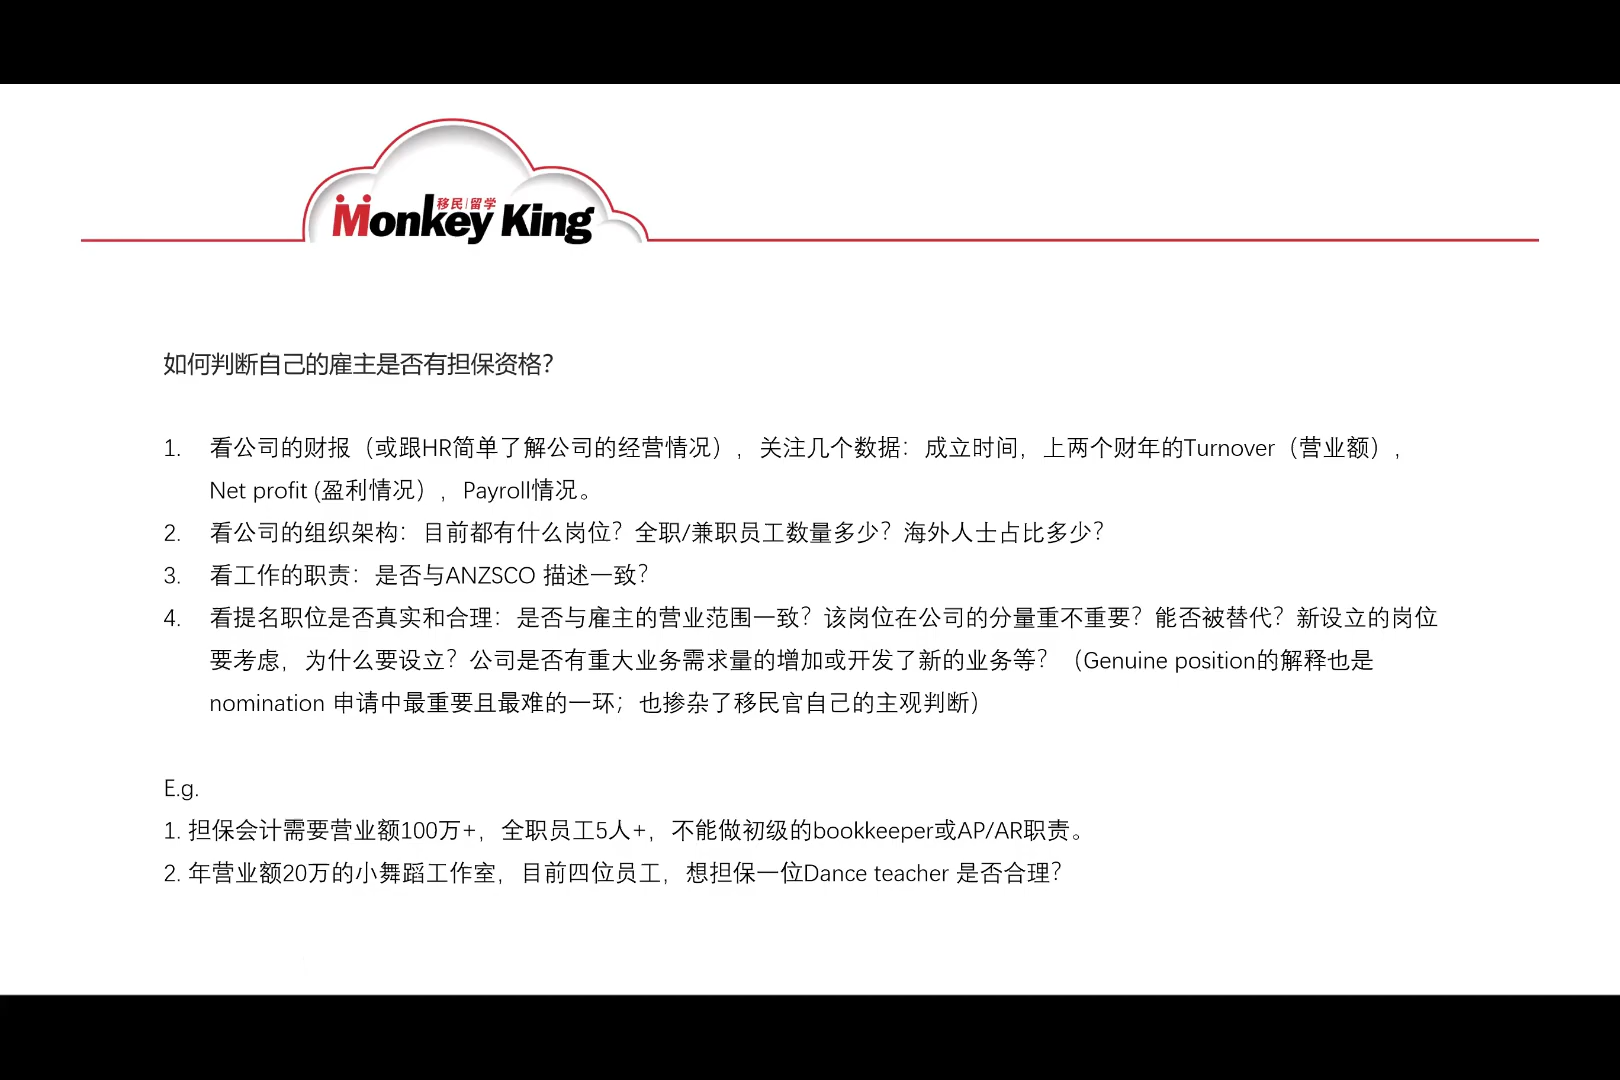 移民|留学
Monkey King
如何判断自己的雇主是否有担保资格？
1. 看公司的财报（或跟HR简单了解公司的经营情况），关注几个数据：成立时间，上两个财年的Turnover（营业额），
Net profit (盈利情况），Payroll情况。
2. 看公司的组织架构：目前都有什么岗位？全职/兼职员工数量多少？海外人士占比多少？
3. 看工作的职责：是否与ANZSCO 描述一致？
4. 看提名职位是否真实和合理：是否与雇主的营业范围一致？该岗位在公司的分量重不重要？能否被替代？新设立的岗位
要考虑，为什么要设立？公司是否有重大业务需求量的增加或开发了新的业务等？（Genuine position的解释也是
nomination 申请中最重要且最难的一环；也掺杂了移民官自己的主观判断）
E.g.
1. 担保会计需要营业额100万+，全职员工5人+，不能做初级的bookkeeper或AP/AR职责。
2. 年营业额20万的小舞蹈工作室，目前四位员工，想担保一位Dance teacher 是否合理？